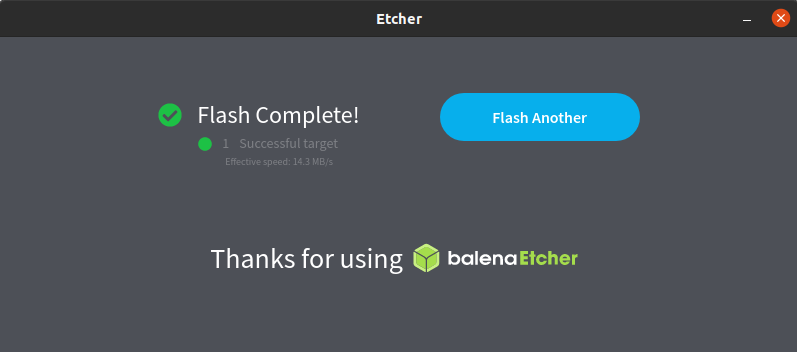 Etcher
Flash Complete!
1 Successful target
Effective speed: 14.3 MB/s
Flash Another
Thanks for using balenaEtcher